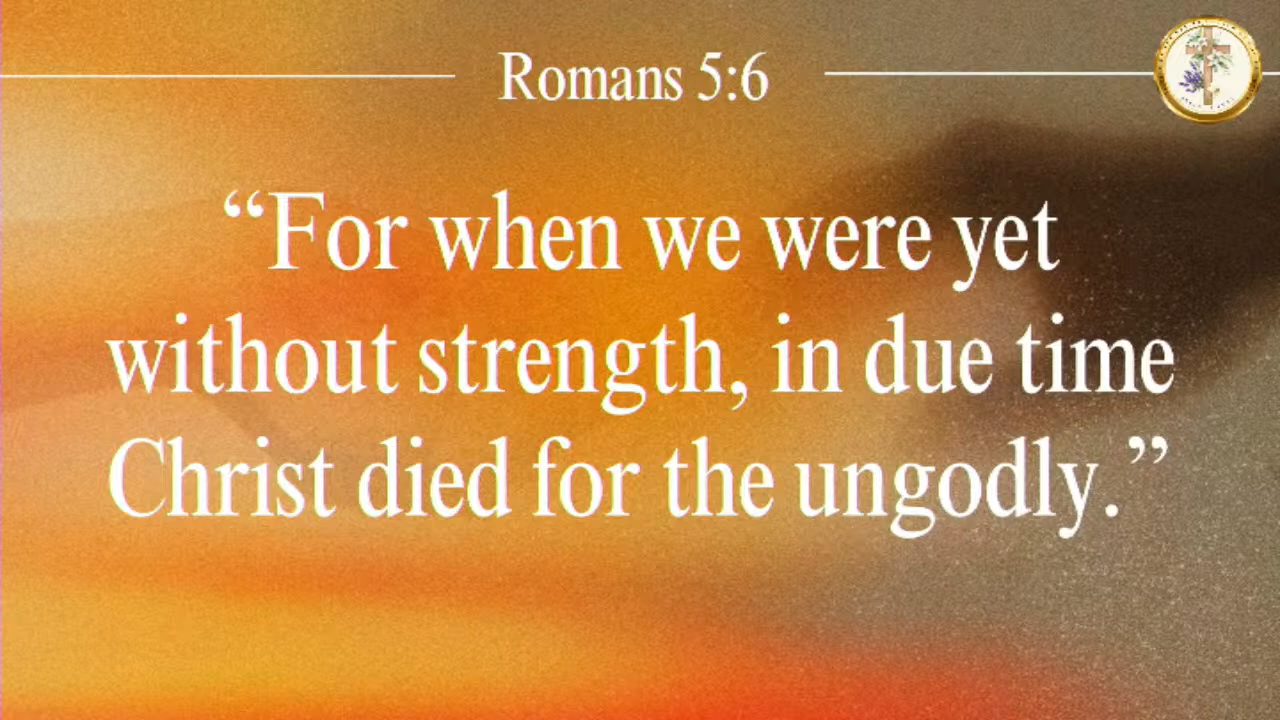 Romans 5:6
“For when we were yet
without strength, in due time
Christ died for the ungodly.”